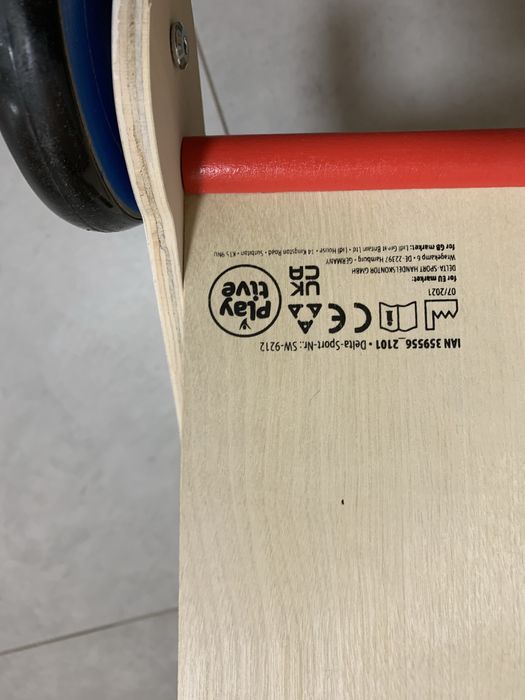 IAN 359556_2101 • Delta-Sport-Nr.: SW-9212
CE
UK
CA
Play
tive
07/2021
for EU market:
DELTA-SPORT HANDELSKONTOR GMBH
Wragekamp 6 • DE-22397 Hamburg • GERMANY
for GB market: Lidl Great Britain Ltd • Lidl House • 14 Kingston Road • Surbiton • KT5 9NU